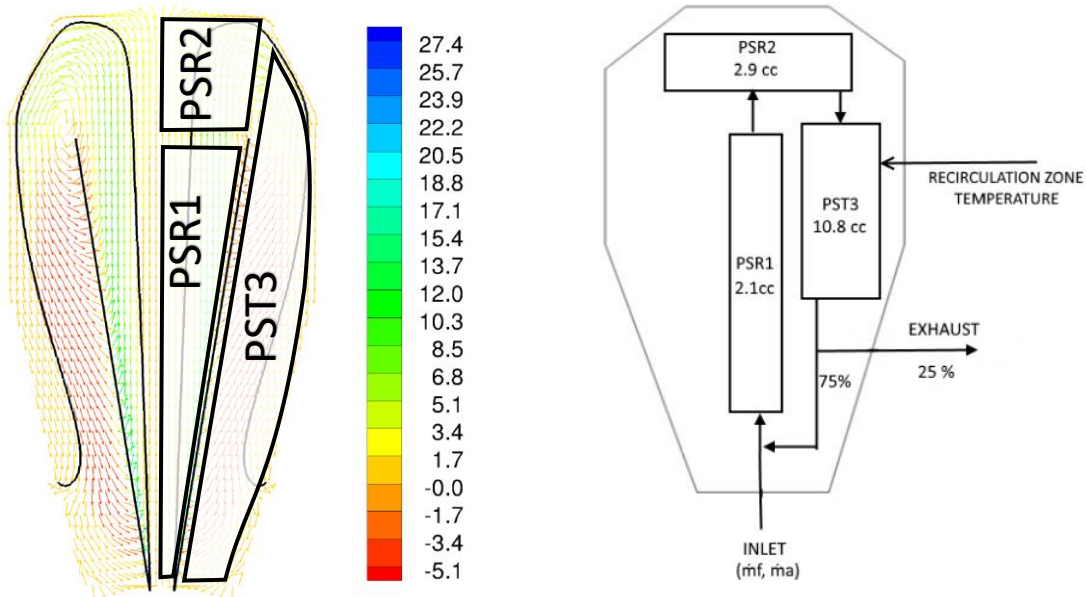 PSR2
PSR1
PST3
27.4
25.7
23.9
22.2
20.5
18.8
17.1
15.4
13.7
12.0
10.3
8.5
6.8
5.1
3.4
1.7
-0.0
-1.7
-3.4
-5.1
PSR2
2.9 cc
PST3
10.8 cc
RECIRCULATION ZONE
TEMPERATURE
PSR1
2.1cc
EXHAUST
75%
25 %
INLET
(ṁf, ṁa)